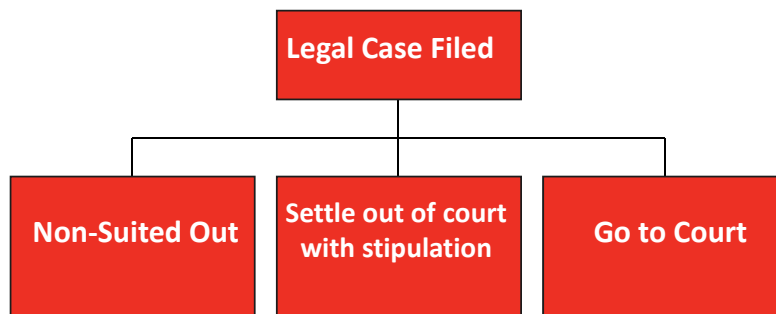 Legal Case Filed
Non-Suited Out
Settle out of court
with stipulation
Go to Court